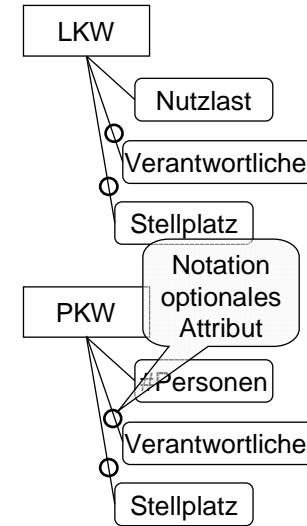 LKW
Nutzlast
Verantwortliche
Stellplatz
Notation
optionales
Attribut
PKW
#Personen
Verantwortliche
Stellplatz